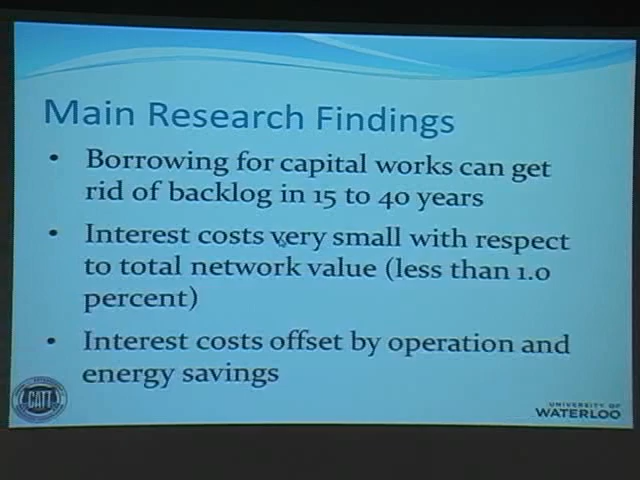 Main Research Findings
• Borrowing for capital works can get
rid of backlog in 15 to 40 years
• Interest costs very small with respect
to total network value (less than 1.0
percent)
• Interest costs offset by operation and
energy savings
CATT
UNIVERSITY OF
WATERLOO